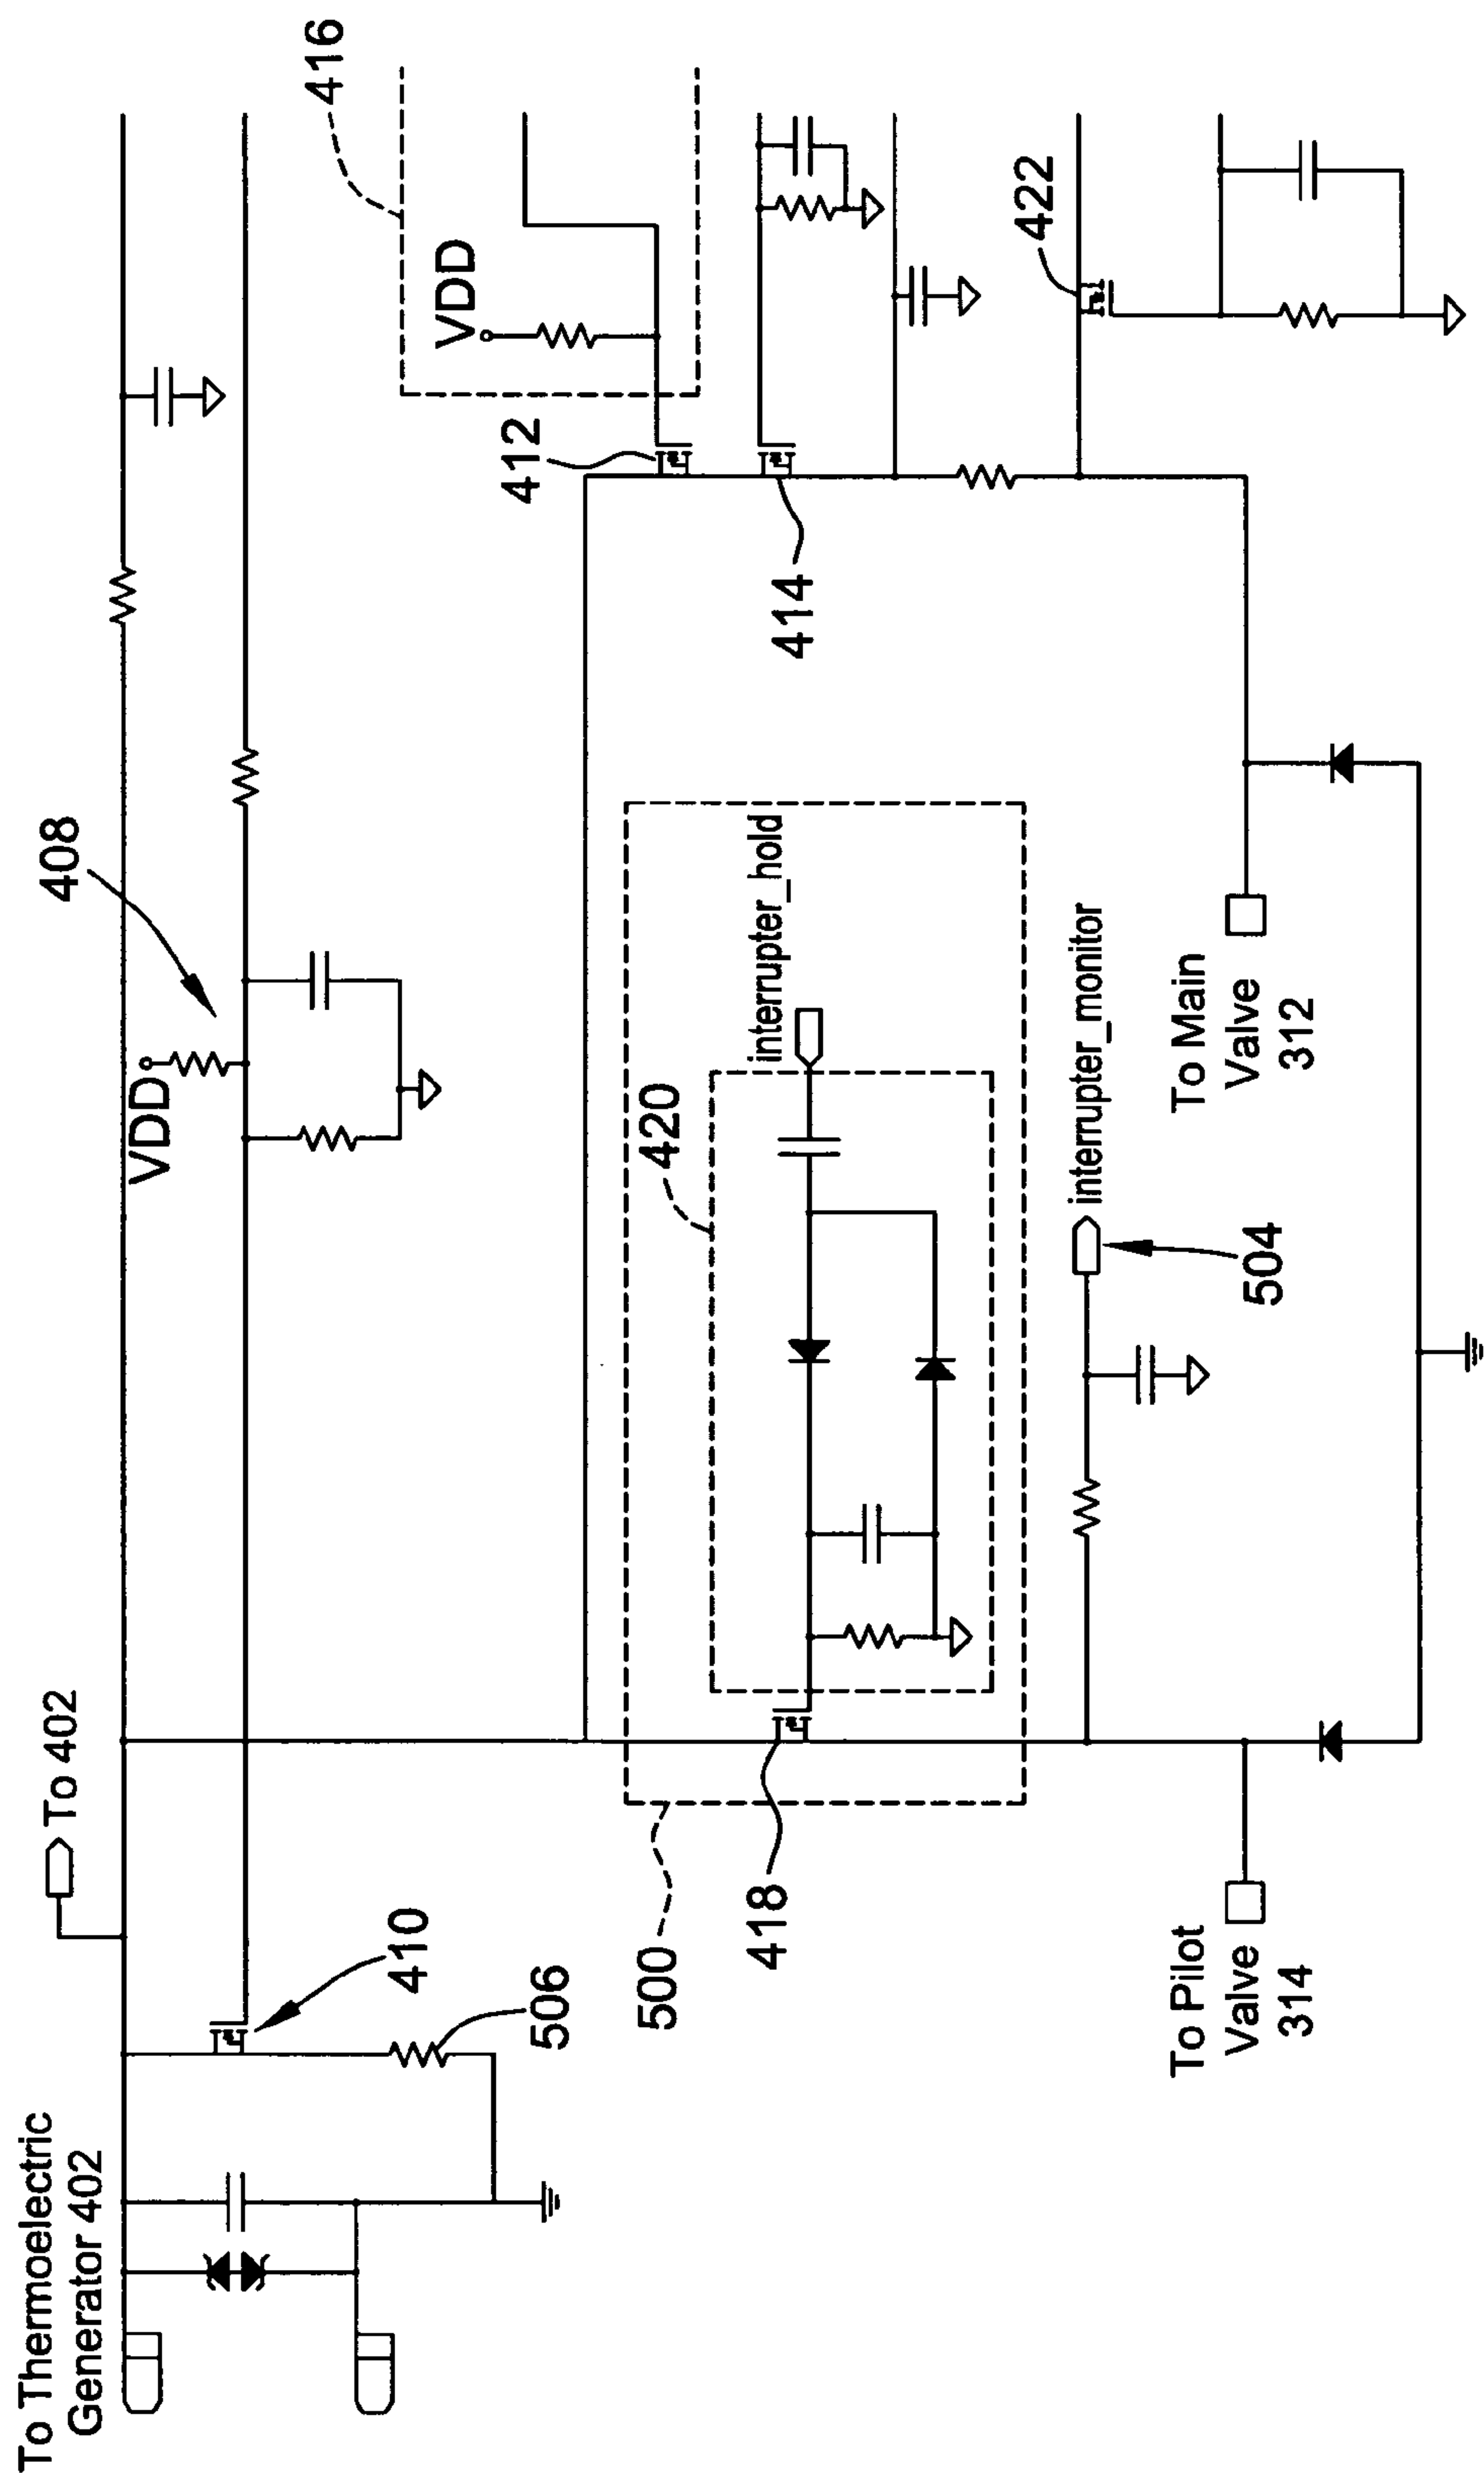 To Thermoelectric
Generator 402
To 402
410
506
408
VDD
416
VDD
412
414
422
500
418
420
interrupter_hold
interrupter_monitor
504
To Pilot
Valve
314
To Main
Valve
312